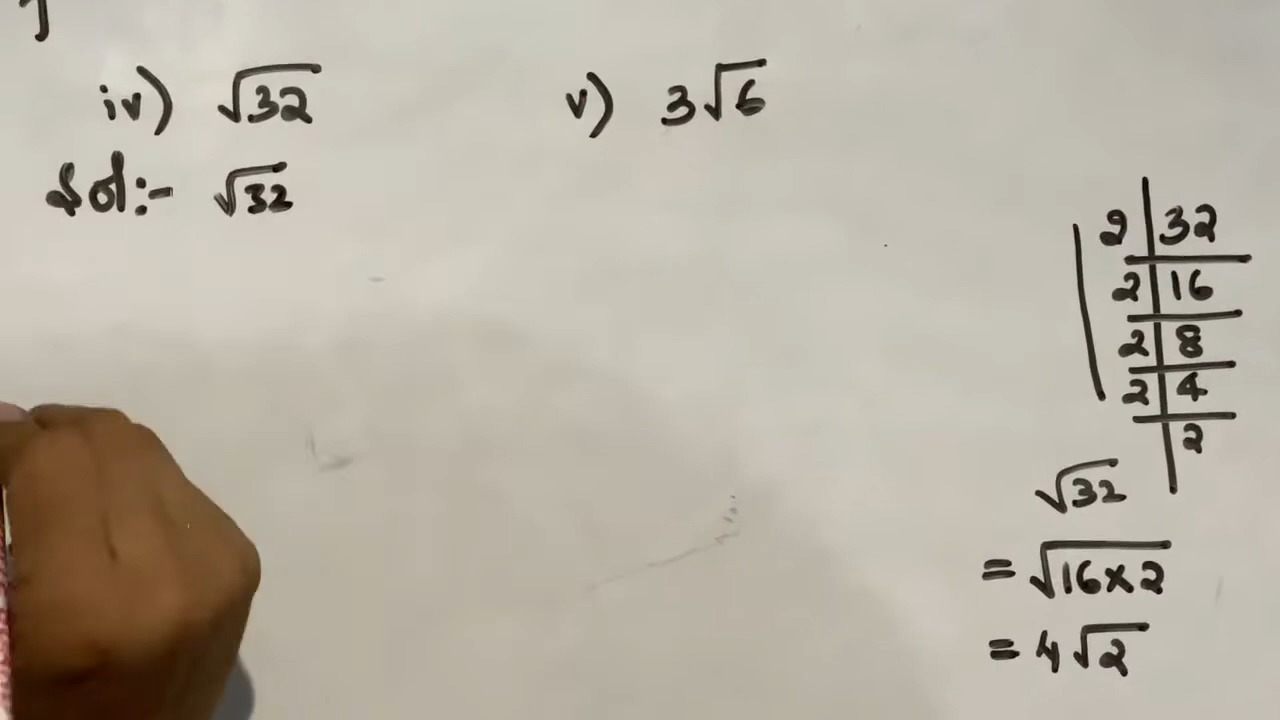 iv) √32 v) 3√6
Sol:- √32
2 | 32
2 | 16
2 | 8
2 | 4
2
√32
= √16×2
= 4√2